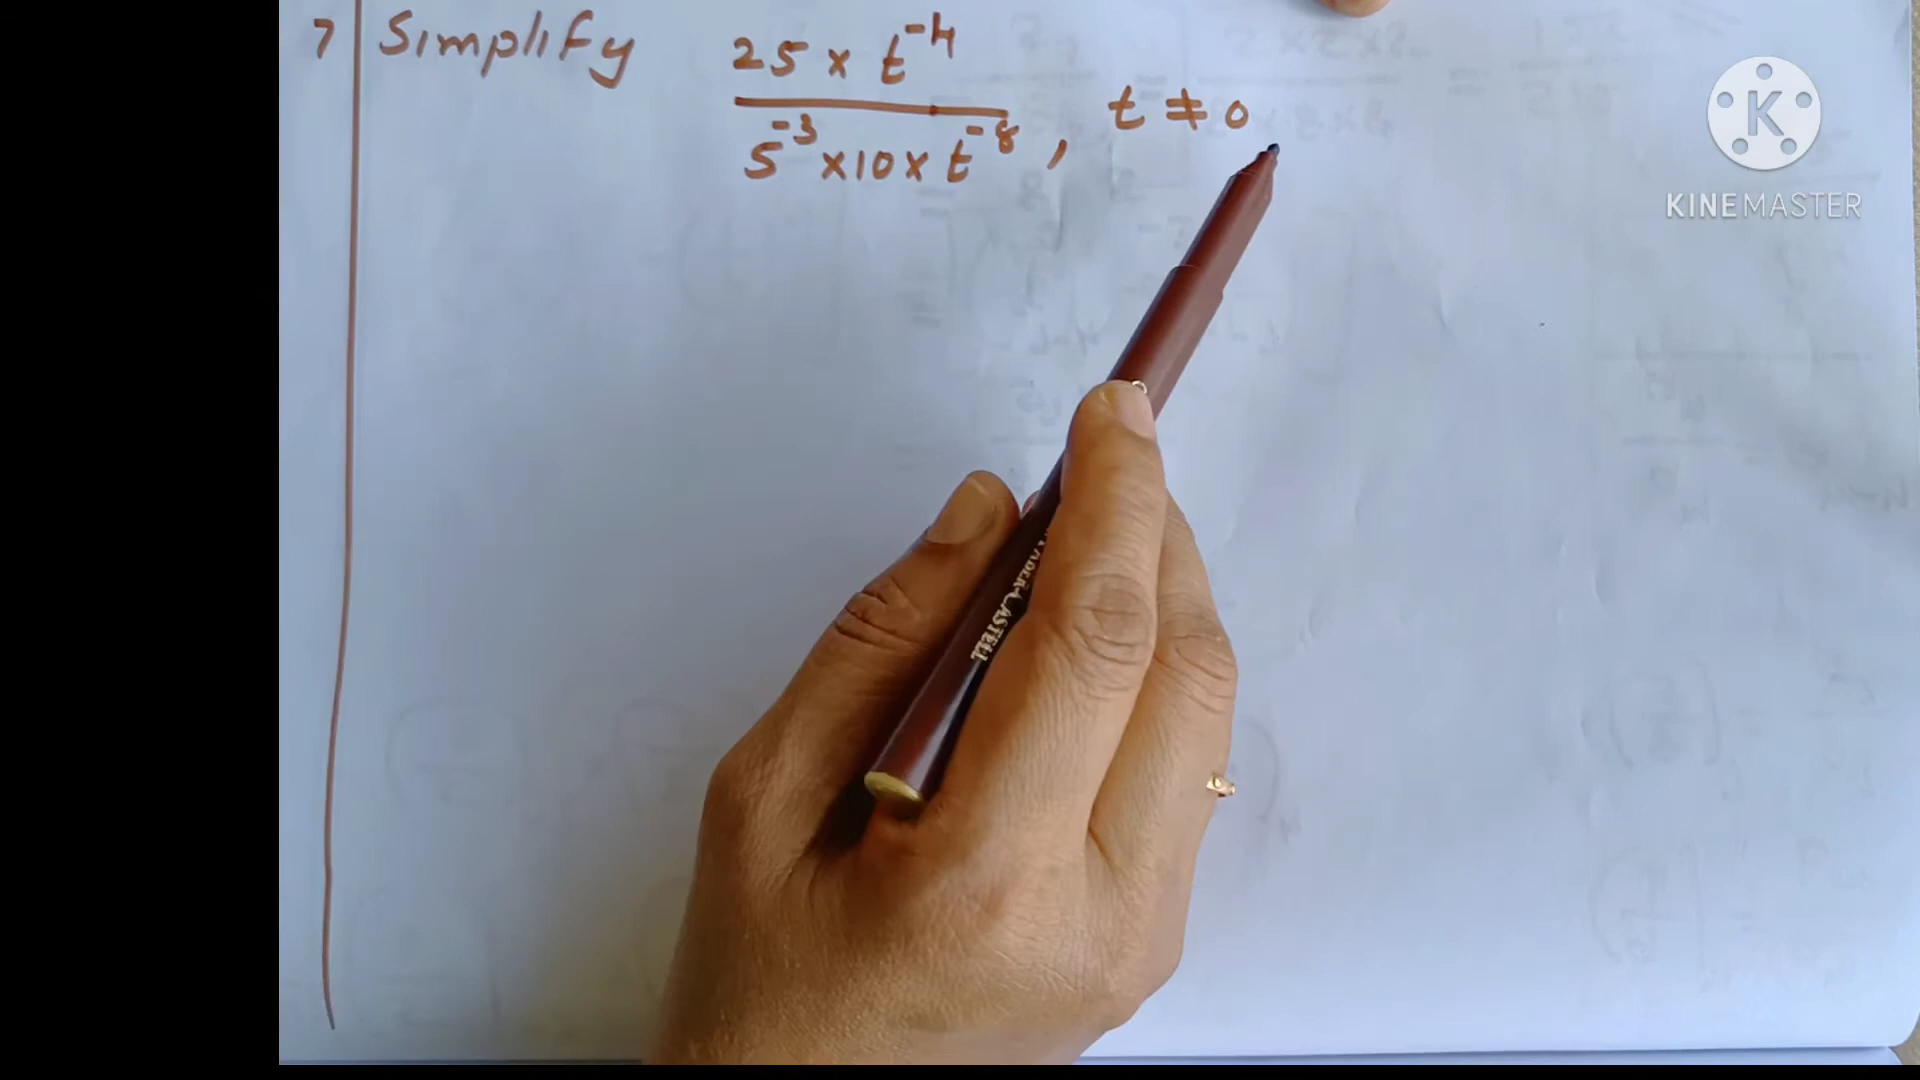 7 Simplify 25 × t⁻⁴
5⁻³ × 10 × t⁻⁸ , t ≠ 0
K
KINEMASTER
FABER-CASTELL